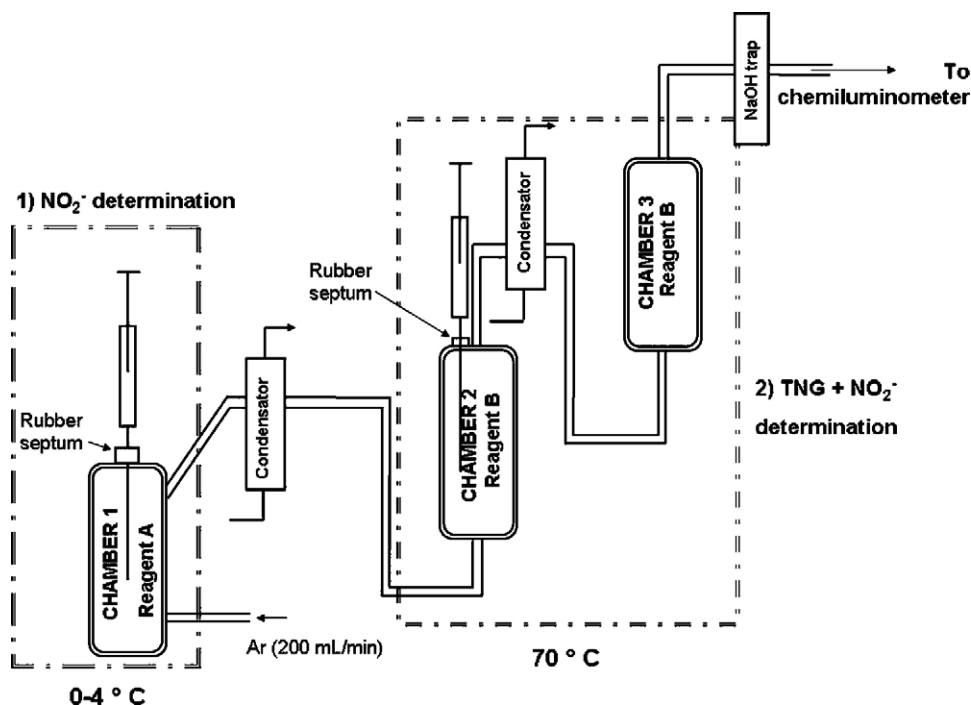 1) NO₂⁻ determination
Rubber
septum
CHAMBER 1
Reagent A
0-4 ° C
Condensator
Ar (200 mL/min)
Rubber
septum
CHAMBER 2
Reagent B
Condensator
CHAMBER 3
Reagent B
70 ° C
NaOH trap
To
chemiluminometer
2) TNG + NO₂⁻
determination